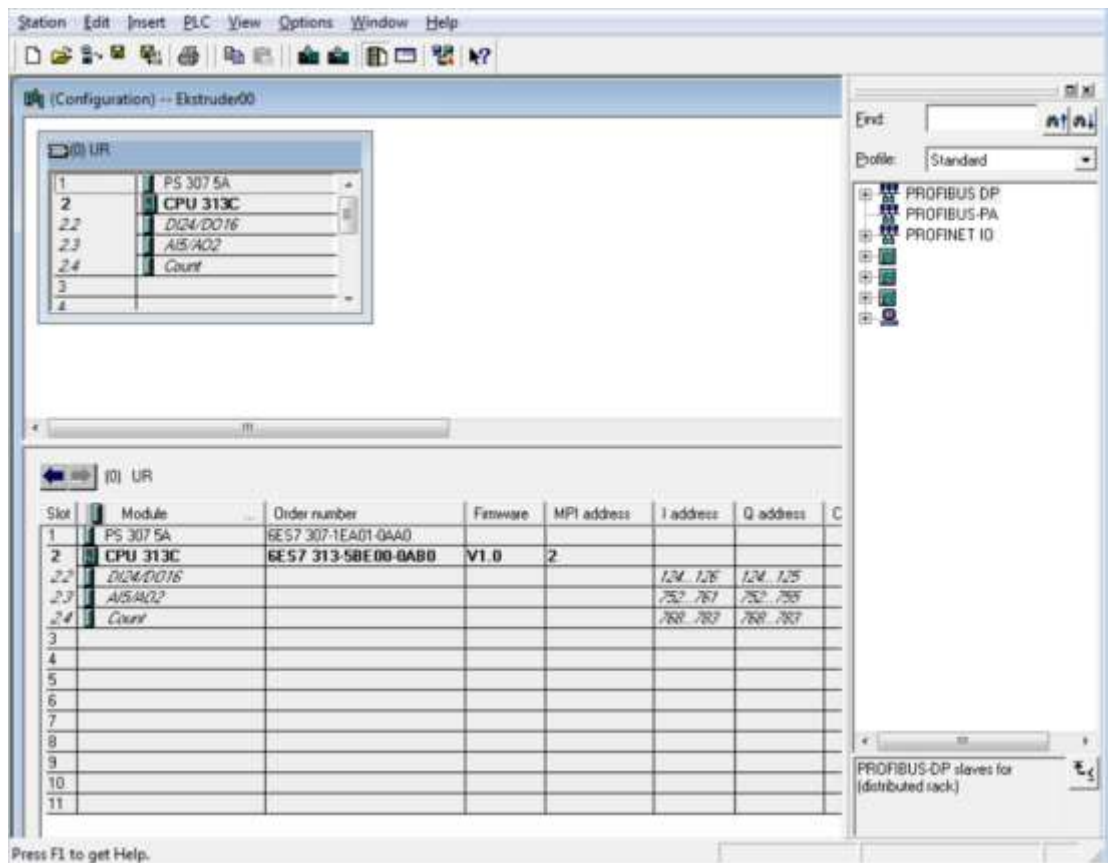 Station Edit Insert PLC View Options Window Help
(Configuration) -- Ekstruder00
(0) UR
1 PS 307 5A
2 CPU 313C
2.2 DI24/DO16
2.3 AI5/AO2
2.4 Count
3
4
Find:
Profile: Standard
PROFIBUS DP
PROFIBUS-PA
PROFINET IO
(0) UR
Slot Module ... Order number Firmware MPI address I address Q address C
1 PS 307 5A 6ES7 307-1EA01-0AA0
2 CPU 313C 6ES7 313-5BE00-0AB0 V1.0 2
2.2 DI24/DO16 124...126 124...125
2.3 AI5/AO2 752...761 752...755
2.4 Count 768...783 768...783
3
4
5
6
7
8
9
10
11
PROFIBUS-DP slaves for
(distributed rack)
Press F1 to get Help.